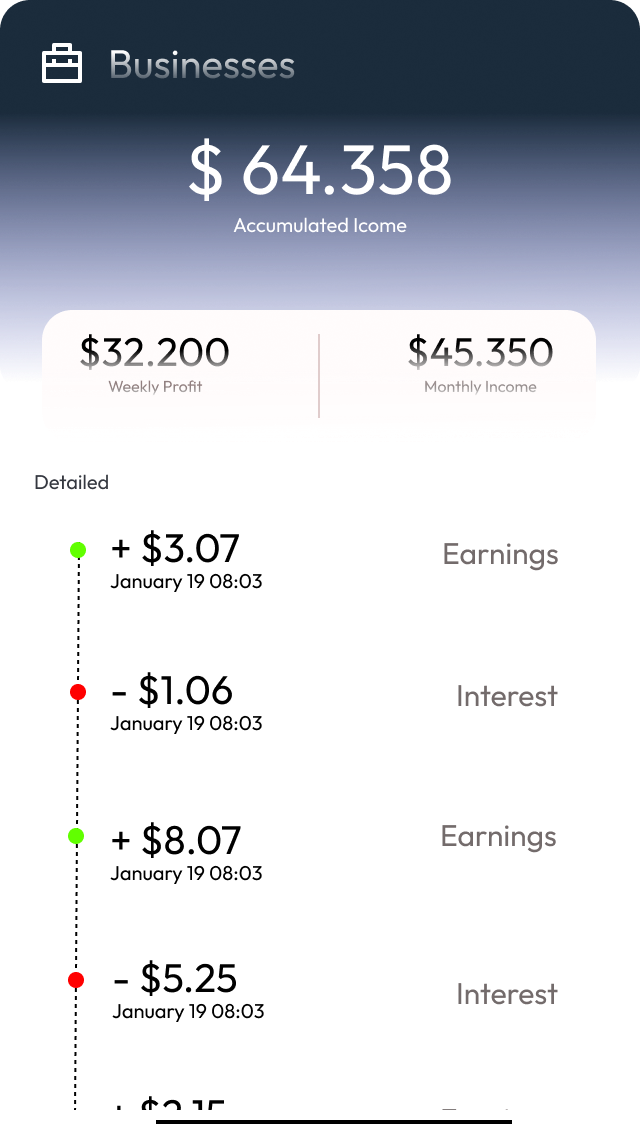 Businesses
$ 64.358
Accumulated Icome
$32.200
$45.350
Weekly Profit
Monthly Income
Detailed
+ $3.07
Earnings
January 19 08:03
- $1.06
Interest
January 19 08:03
+ $8.07
Earnings
January 19 08:03
- $5.25
Interest
January 19 08:03